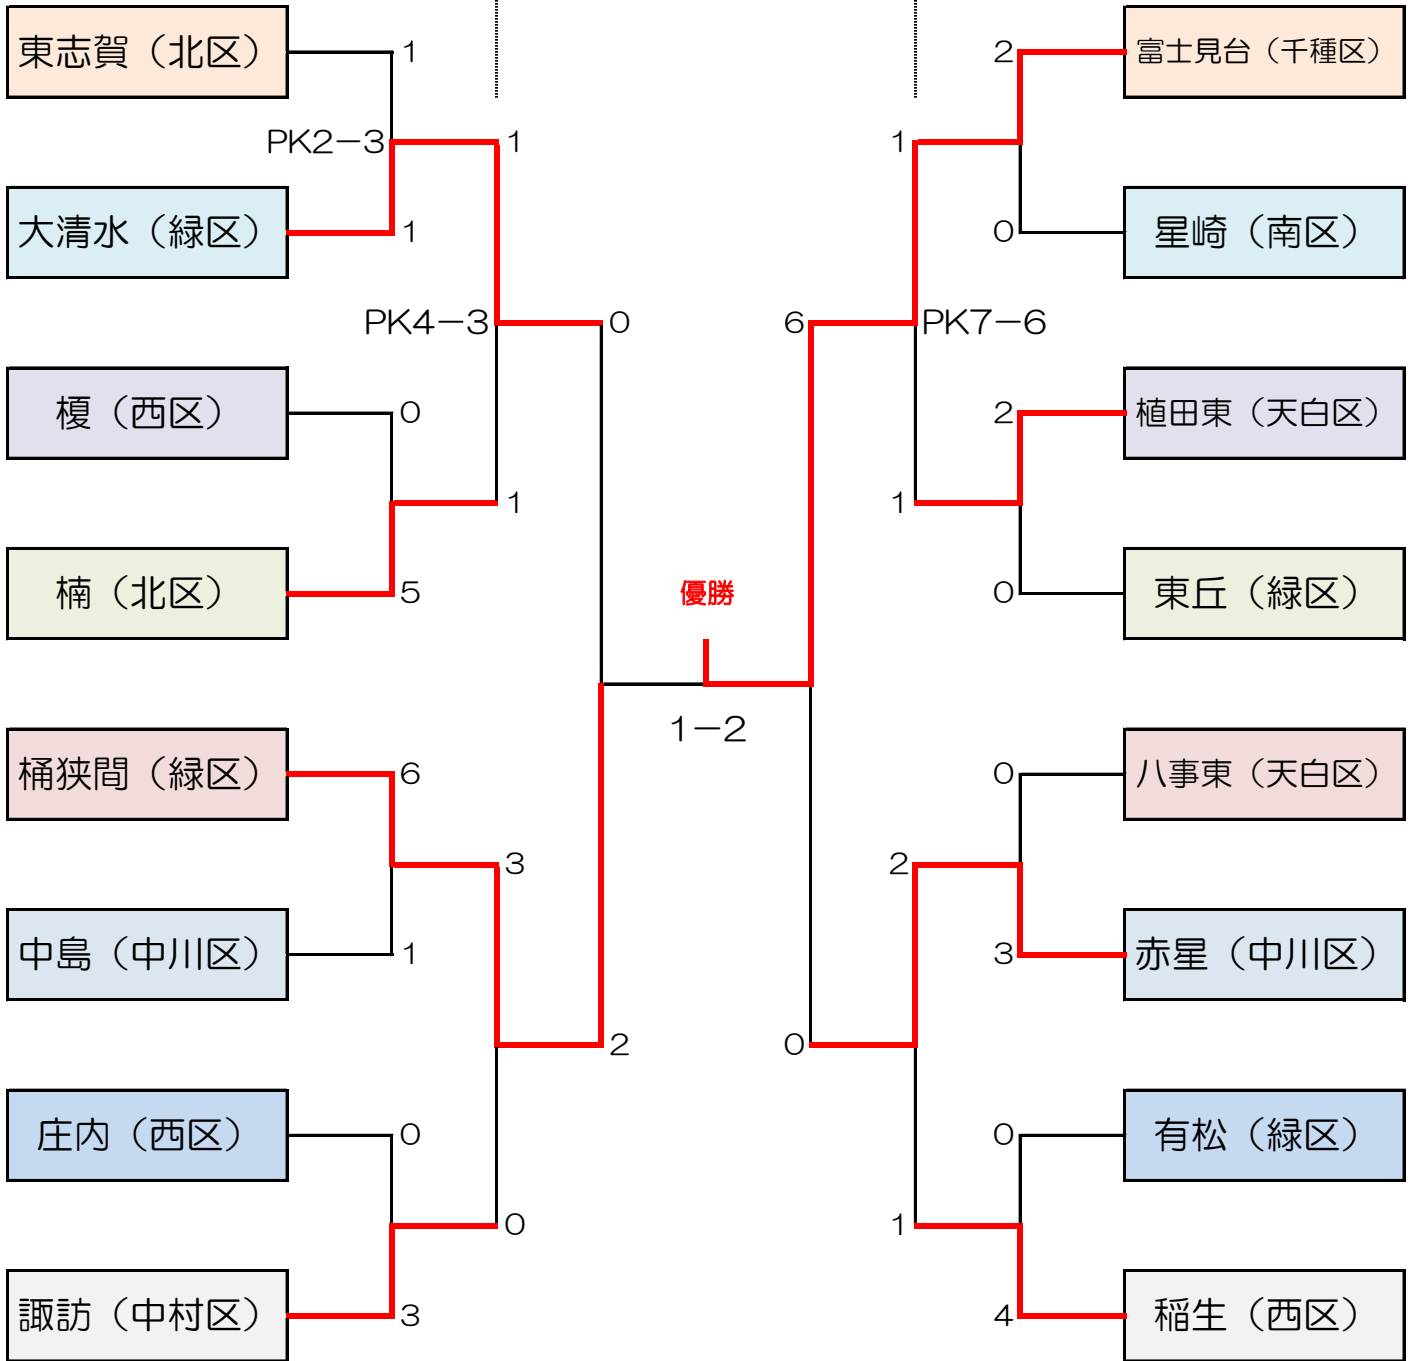 東志賀（北区）
1
2
富士見台（千種区）
PK2－3
1
1
大清水（緑区）
1
0
星崎（南区）
PK4－3
0
6
PK7－6
榎（西区）
0
2
植田東（天白区）
1
1
楠（北区）
5
優勝
0
東丘（緑区）
1－2
桶狭間（緑区）
6
0
八事東（天白区）
3
2
中島（中川区）
1
3
赤星（中川区）
2
0
庄内（西区）
0
0
有松（緑区）
0
1
諏訪（中村区）
3
4
稲生（西区）